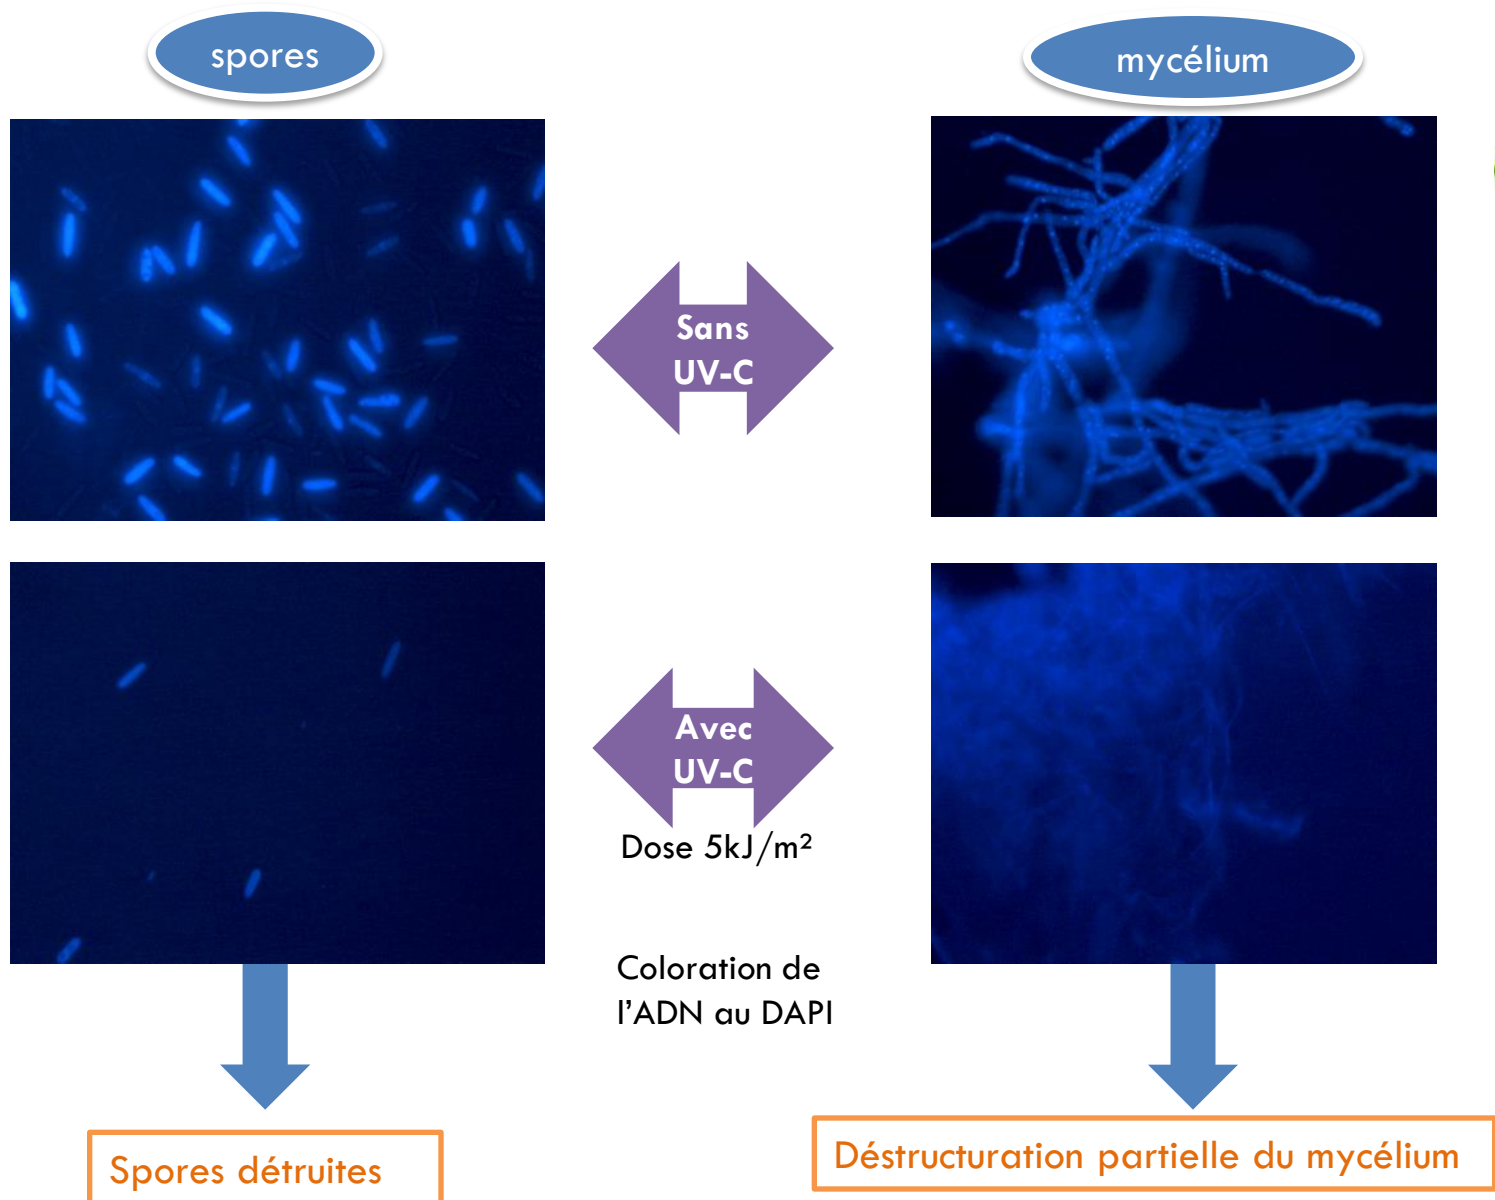 spores
mycélium
Sans
UV-C
Avec
UV-C
Dose 5kJ/m²
Coloration de
l’ADN au DAPI
Spores détruites
Déstructuration partielle du mycélium